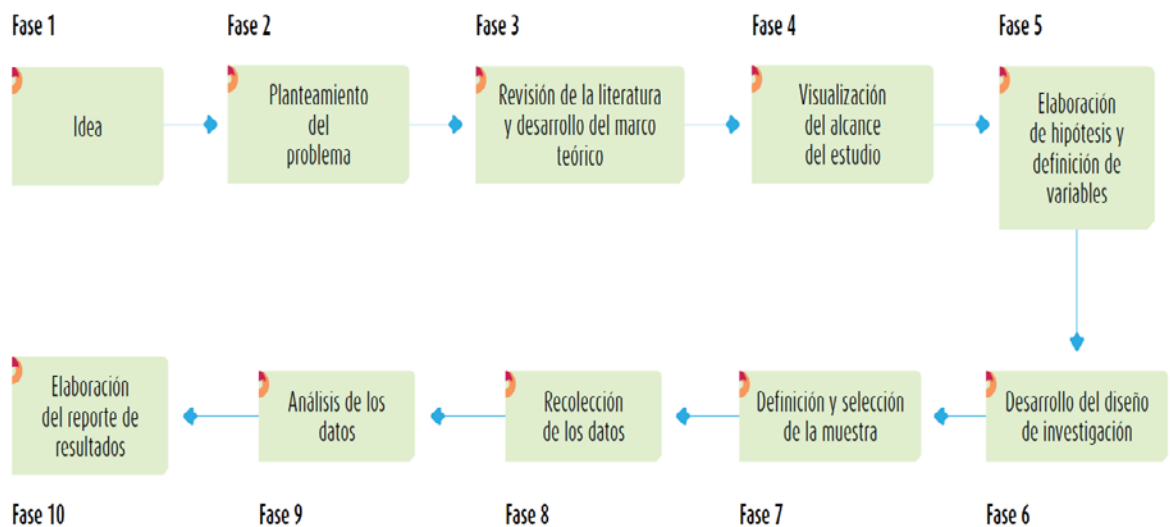 Fase 1
Idea
Fase 2
Planteamiento
del
problema
Fase 3
Revisión de la literatura
y desarrollo del marco
teórico
Fase 4
Visualización
del alcance
del estudio
Fase 5
Elaboración
de hipótesis y
definición de
variables
Desarrollo del diseño
de investigación
Fase 6
Definición y selección
de la muestra
Fase 7
Recolección
de los datos
Fase 8
Análisis de los
datos
Fase 9
Elaboración
del reporte de
resultados
Fase 10